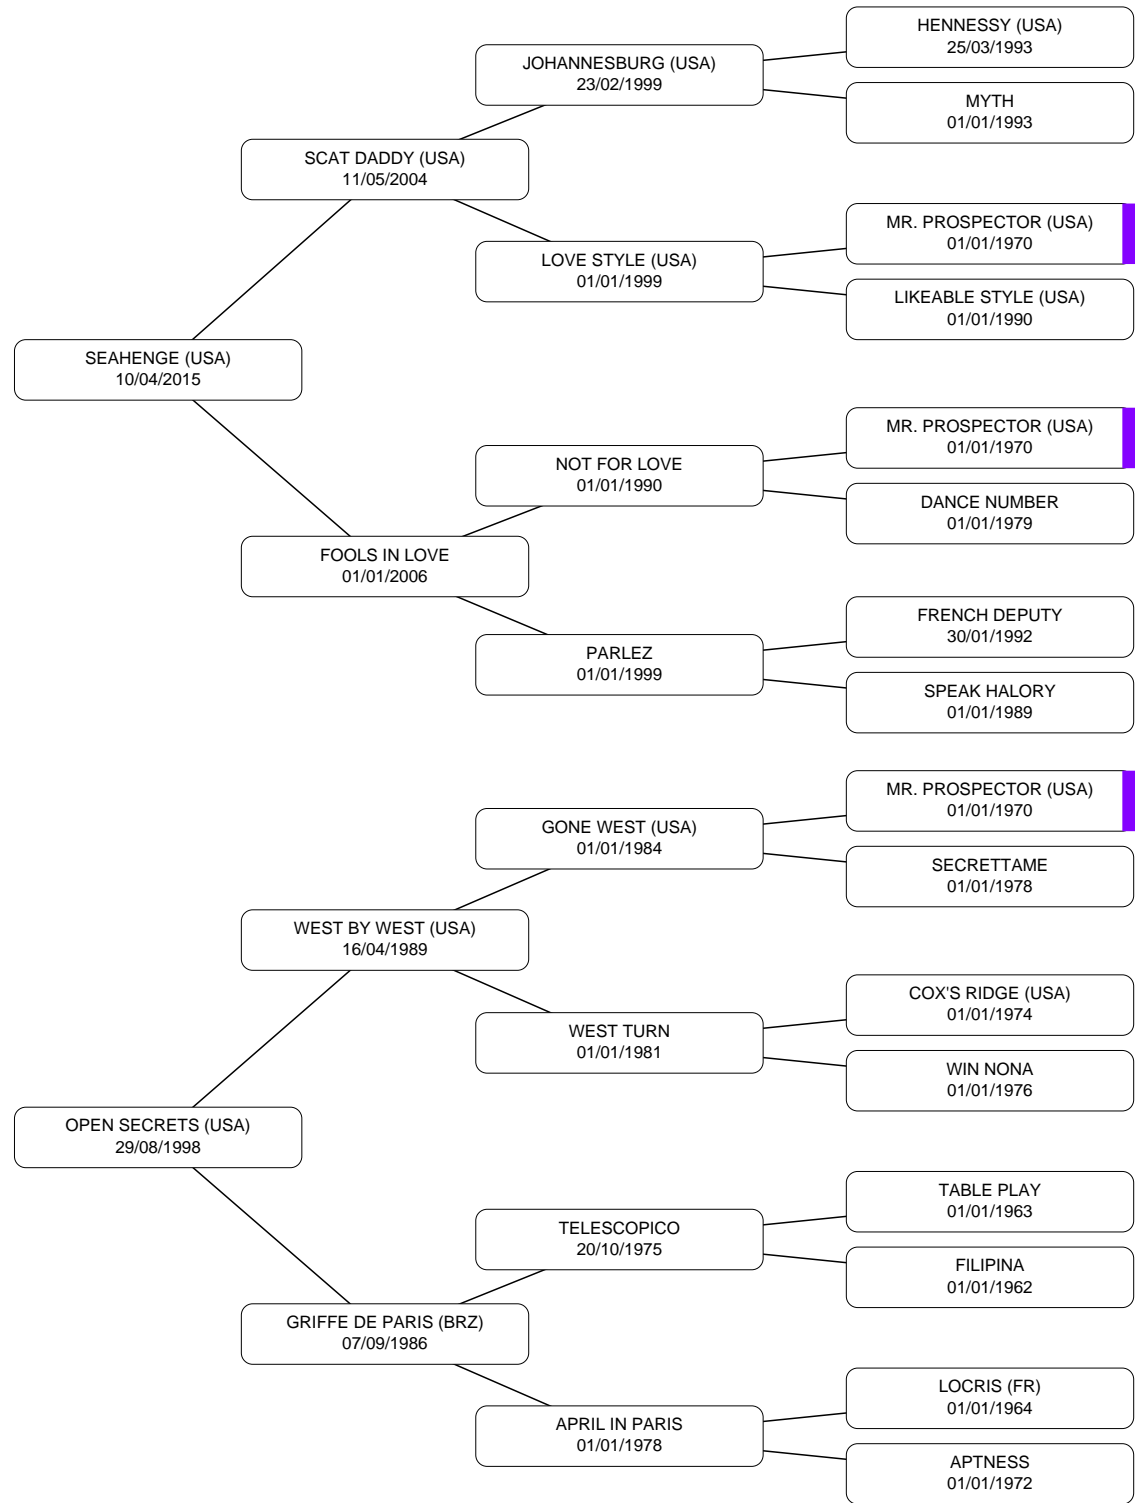 HENNESSY (USA)
25/03/1993
JOHANNESBURG (USA)
23/02/1999
MYTH
01/01/1993
SCAT DADDY (USA)
11/05/2004
MR. PROSPECTOR (USA)
01/01/1970
LOVE STYLE (USA)
01/01/1999
LIKEABLE STYLE (USA)
01/01/1990
SEAHENGE (USA)
10/04/2015
MR. PROSPECTOR (USA)
01/01/1970
NOT FOR LOVE
01/01/1990
DANCE NUMBER
01/01/1979
FOOLS IN LOVE
01/01/2006
FRENCH DEPUTY
30/01/1992
PARLEZ
01/01/1999
SPEAK HALORY
01/01/1989
MR. PROSPECTOR (USA)
01/01/1970
GONE WEST (USA)
01/01/1984
SECRETTAME
01/01/1978
WEST BY WEST (USA)
16/04/1989
COX'S RIDGE (USA)
01/01/1974
WEST TURN
01/01/1981
WIN NONA
01/01/1976
OPEN SECRETS (USA)
29/08/1998
TABLE PLAY
01/01/1963
TELESCOPICO
20/10/1975
FILIPINA
01/01/1962
GRIFFE DE PARIS (BRZ)
07/09/1986
LOCRIS (FR)
01/01/1964
APRIL IN PARIS
01/01/1978
APTNESS
01/01/1972